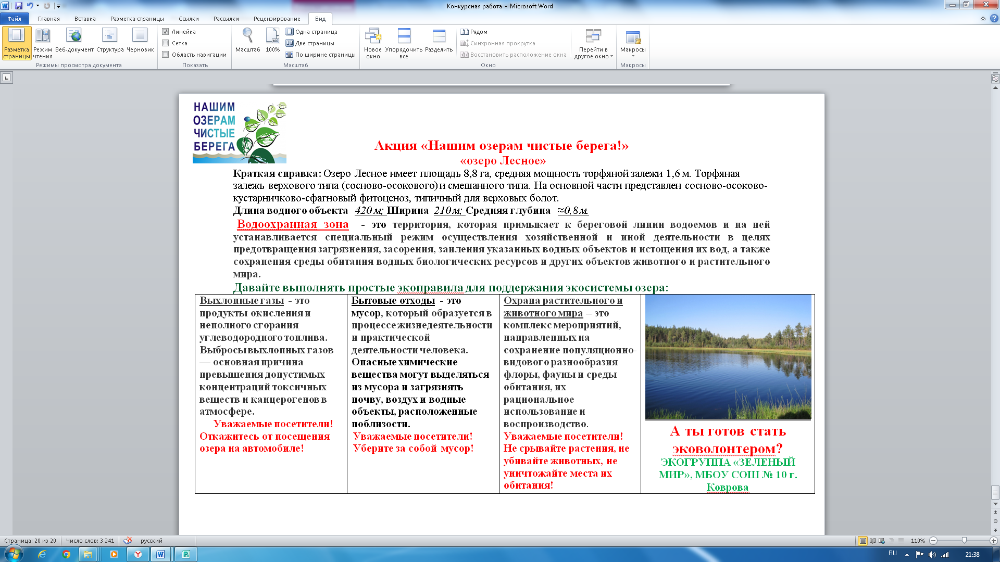 Конкурсная работа - Microsoft Word
Файл Главная Вставка Разметка страницы Ссылки Рассылки Рецензирование Вид
Разметка страницы
Режим чтения
Веб-документ
Структура
Черновик
Режимы просмотра документа
Линейка
Сетка
Область навигации
Показать
Масштаб
100%
Одна страница
Две страницы
По ширине страницы
Масштаб
Новое окно
Упорядочить все
Разделить
Рядом
Синхронная прокрутка
Восстановить расположение окна
Окно
Перейти в другое окно
Макросы
Макросы
НАШИМ
ОЗЕРАМ
ЧИСТЫЕ
БЕРЕГА
Акция «Нашим озерам чистые берега!»
«озеро Лесное»
Краткая справка: Озеро Лесное имеет площадь 8,8 га, средняя мощность торфяной залежи 1,6 м. Торфяная
залежь верхового типа (сосново-осокового) и смешанного типа. На основной части представлен сосново-осоково-
кустарничково-сфагновый фитоценоз, типичный для верховых болот.
Длина водного объекта 420 м; Ширина 210 м; Средняя глубина ≈0,8м.
Водоохранная зона - это территория, которая примыкает к береговой линии водоемов и на ней
устанавливается специальный режим осуществления хозяйственной и иной деятельности в целях
предотвращения загрязнения, засорения, заиления указанных водных объектов и истощения их вод, а также
сохранения среды обитания водных биологических ресурсов и других объектов животного и растительного
мира.
Давайте выполнять простые экоправила для поддержания экосистемы озера:
Выхлопные газы - это
продукты окисления и
неполного сгорания
углеводородного топлива.
Выбросы выхлопных газов
— основная причина
превышения допустимых
концентраций токсичных
веществ и канцерогенов в
атмосфере.
Уважаемые посетители!
Откажитесь от посещения
озера на автомобиле!
Бытовые отходы - это
мусор, который образуется в
процессе жизнедеятельности
и практической
деятельности человека.
Опасные химические
вещества могут выделяться
из мусора и загрязнять
почву, воздух и водные
объекты, расположенные
поблизости.
Уважаемые посетители!
Уберите за собой мусор!
Охрана растительного и
животного мира – это
комплекс мероприятий,
направленных на
сохранение популяционно-
видового разнообразия
флоры, фауны и среды
обитания, их
рациональное
использование и
воспроизводство.
Уважаемые посетители!
Не срывайте растения, не
убивайте животных, не
уничтожайте места их
обитания!
А ты готов стать
эковолонтером?
ЭКОГРУППА «ЗЕЛЕНЫЙ
МИР», МБОУ СОШ № 10 г.
Коврова
Страница: 20 из 20 Число слов: 3 241 русский 110%
RU 21:38